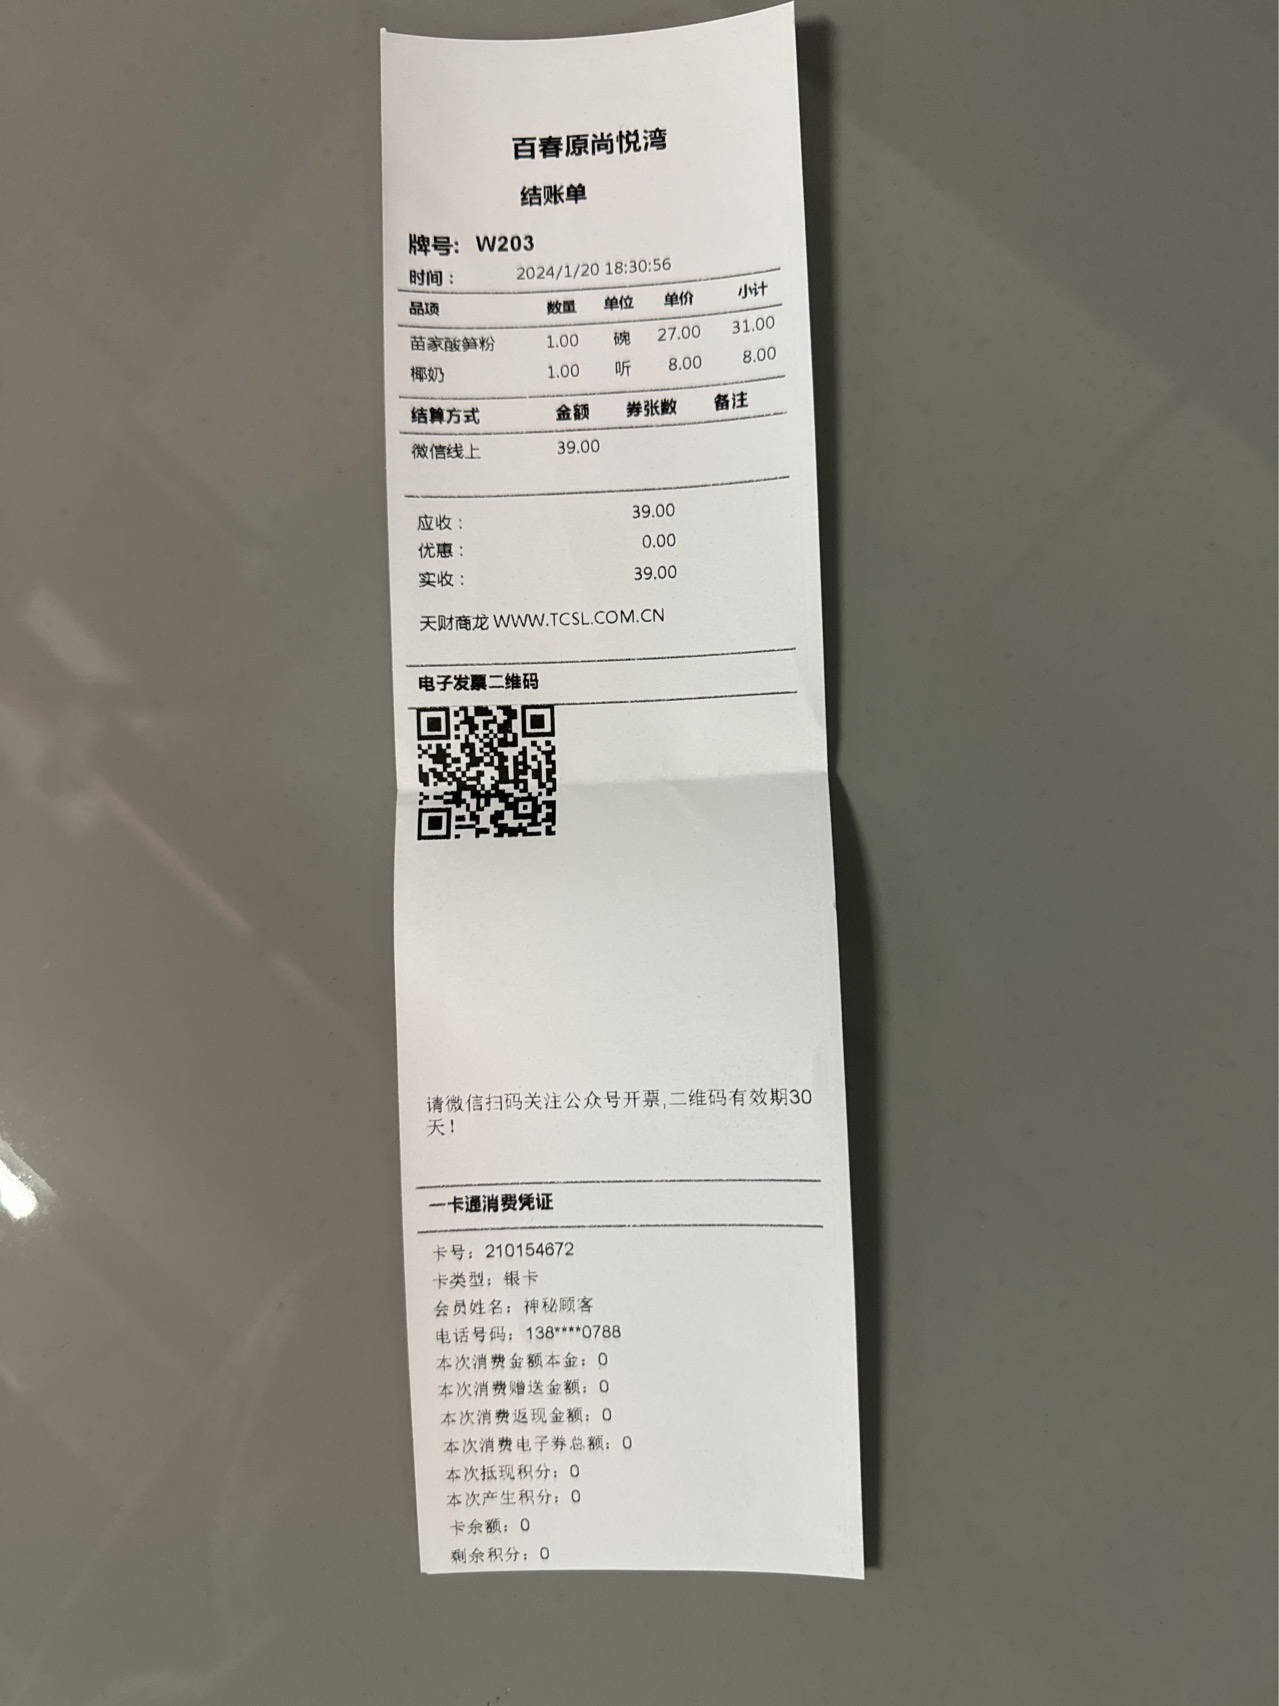 百春原尚悦湾
结账单
牌号: W203
时间: 2024/1/20 18:30:56
品项 数量 单位 单价 小计
苗家酸笋粉 1.00 碗 27.00 31.00
椰奶 1.00 听 8.00 8.00
结算方式 金额 券张数 备注
微信线上 39.00
应收: 39.00
优惠: 0.00
实收: 39.00
天财商龙 WWW.TCSL.COM.CN
电子发票二维码
请微信扫码关注公众号开票,二维码有效期30
天!
一卡通消费凭证
卡号: 210154672
卡类型: 银卡
会员姓名: 神秘顾客
电话号码: 138****0788
本次消费金额本金: 0
本次消费赠送金额: 0
本次消费返现金额: 0
本次消费电子券总额: 0
本次抵现积分: 0
本次产生积分: 0
卡余额: 0
剩余积分: 0